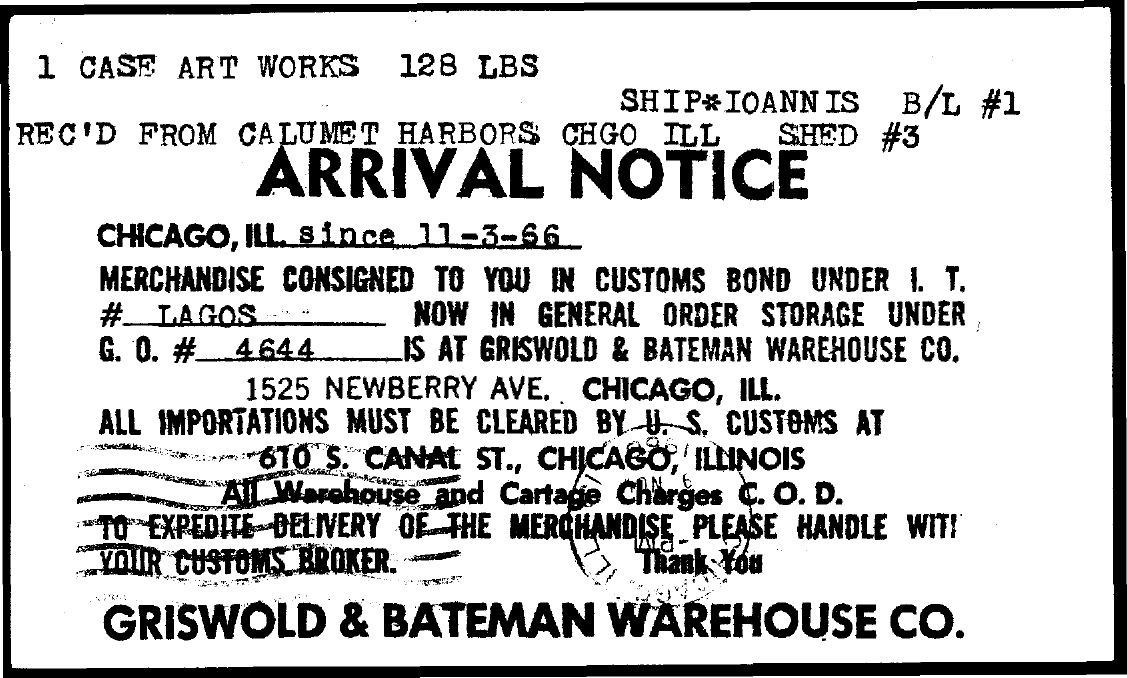 1 CASE ART WORKS 128 LBS
SHIP*IOANNIS B/L #1
REC'D FROM CALUMET HARBORS CHGO ILL SHED #3
ARRIVAL NOTICE
CHICAGO, ILL. since 11-3-66
MERCHANDISE CONSIGNED TO YOU IN CUSTOMS BOND UNDER I. T.
# LAGOS NOW IN GENERAL ORDER STORAGE UNDER
G. O. # 4644 IS AT GRISWOLD & BATEMAN WAREHOUSE CO.
1525 NEWBERRY AVE. CHICAGO, ILL.
ALL IMPORTATIONS MUST BE CLEARED BY U. S. CUSTOMS AT
610 S. CANAL ST., CHICAGO, ILLINOIS
All Warehouse and Cartage Charges C. O. D.
TO EXPEDITE DELIVERY OF THE MERCHANDISE PLEASE HANDLE WITH
YOUR CUSTOMS BROKER. Thank You
GRISWOLD & BATEMAN WAREHOUSE CO.